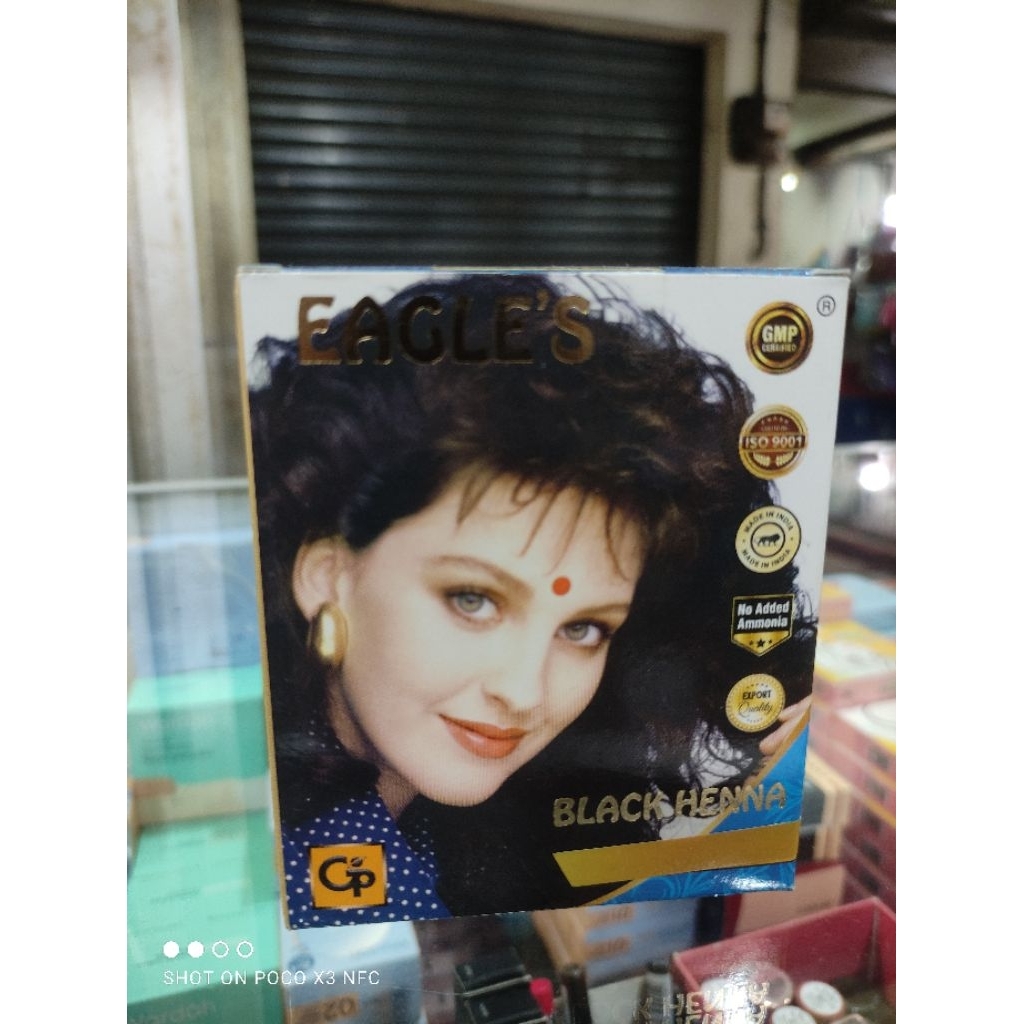 EAGLE'S
®
GMP
CERTIFIED
ISO 9001
MADE IN INDIA
MADE IN INDIA
No Added
Ammonia
EXPORT
Quality
BLACK HENNA
Gp
SHOT ON POCO X3 NFC